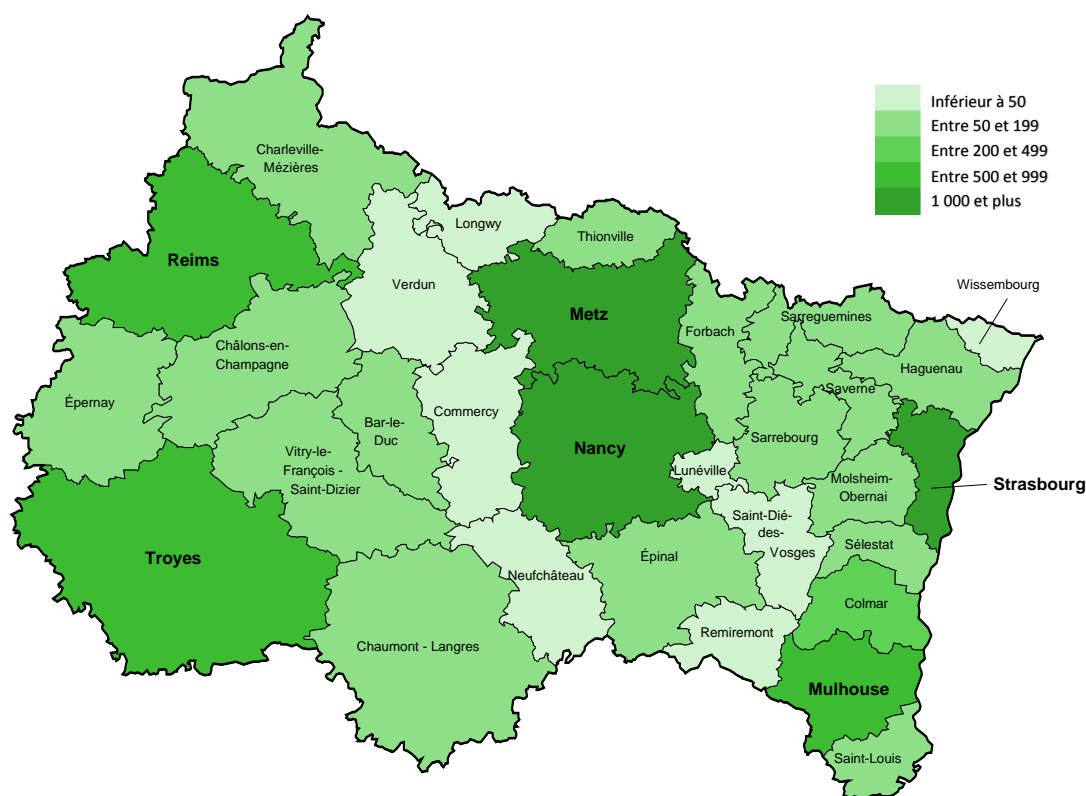 Inférieur à 50
Entre 50 et 199
Entre 200 et 499
Entre 500 et 999
1 000 et plus
Charleville-
Mézières
Longwy
Thionville
Reims
Verdun
Metz
Forbach
Sarreguemines
Wissembourg
Châlons-en-
Champagne
Haguenau
Épernay
Saverne
Commercy
Bar-le-
Duc
Sarrebourg
Nancy
Vitry-le-
François -
Saint-Dizier
Lunéville
Molsheim-
Obernai
Strasbourg
Saint-Dié-
des-
Vosges
Sélestat
Troyes
Épinal
Neufchâteau
Colmar
Remiremont
Chaumont - Langres
Mulhouse
Saint-Louis